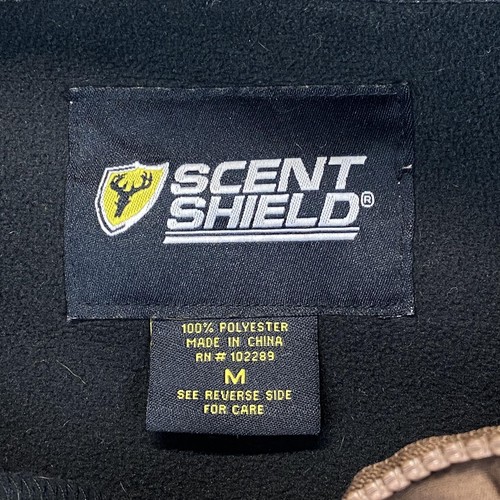 SCENT
SHIELD®
100% POLYESTER
MADE IN CHINA
RN # 102289
M
SEE REVERSE SIDE
FOR CARE